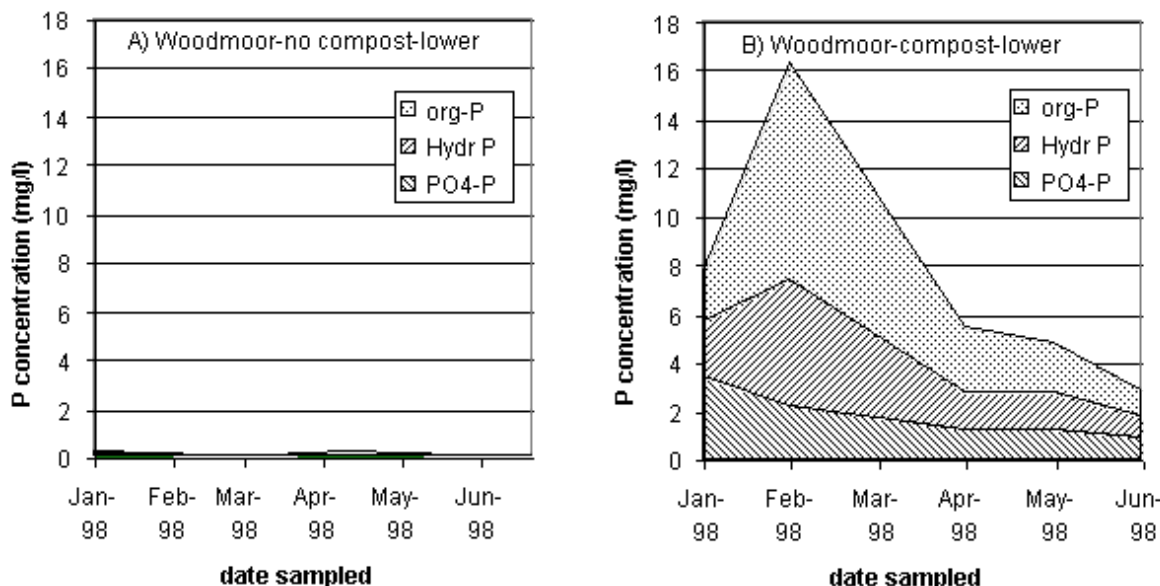 A) Woodmoor-no compost-lower
18
16
14
12
10
8
6
4
2
0
P concentration (mg/l)
org-P
Hydr P
PO4-P
Jan-98
Feb-98
Mar-98
Apr-98
May-98
Jun-98
date sampled
B) Woodmoor-compost-lower
18
16
14
12
10
8
6
4
2
0
P concentration (mg/l)
org-P
Hydr P
PO4-P
Jan-98
Feb-98
Mar-98
Apr-98
May-98
Jun-98
date sampled